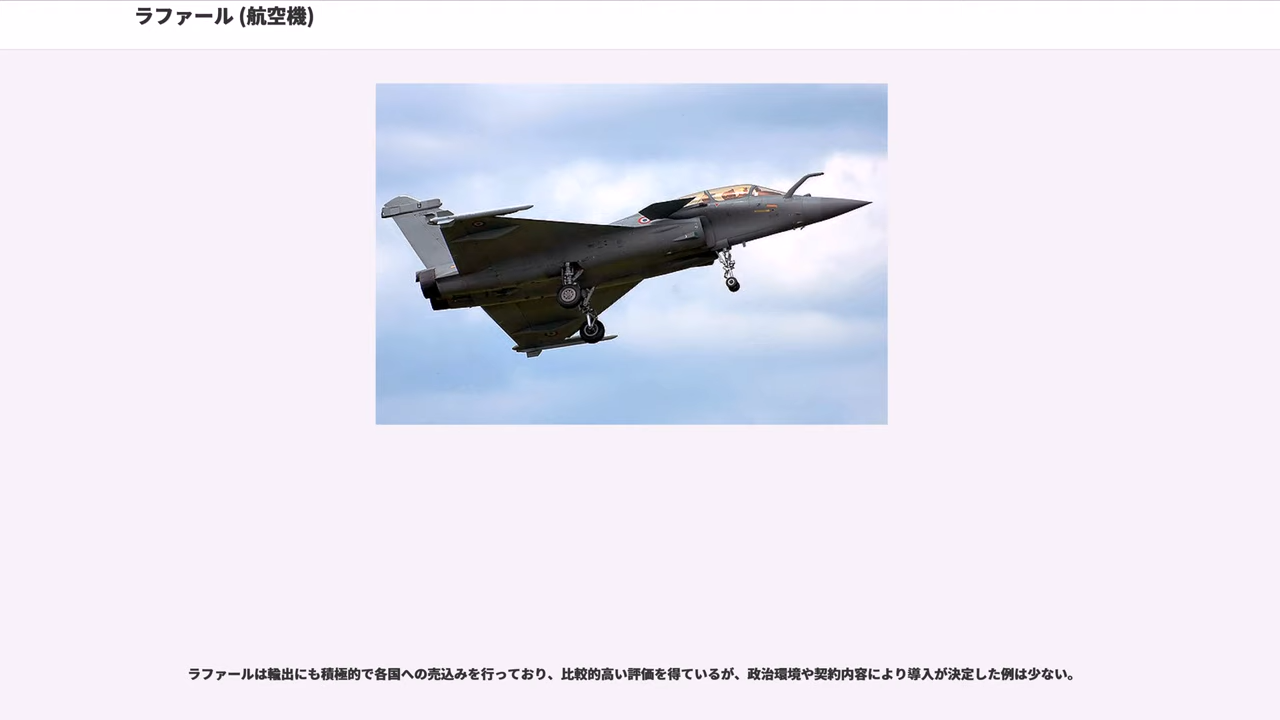 ラファール (航空機)
ラファールは輸出にも積極的で各国への売込みを行っており、比較的高い評価を得ているが、政治環境や契約内容により導入が決定した例は少ない。